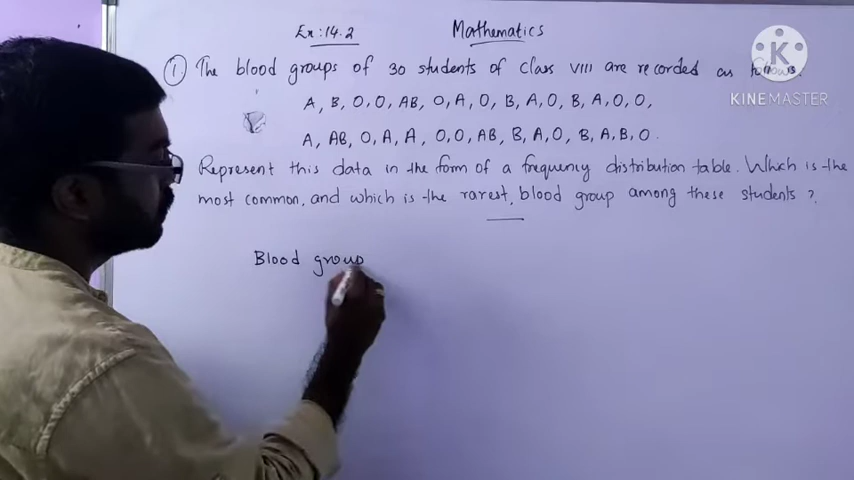 Ex: 14.2 Mathematics
① The blood groups of 30 students of Class VIII are recorded as follows:
A, B, O, O, AB, O, A, O, B, A, O, B, A, O, O,
A, AB, O, A, A, O, O, AB, B, A, O, B, A, B, O.
Represent this data in the form of a frequency distribution table. Which is the
most common, and which is the rarest, blood group among these students?
Blood group
K
Made with
KINEMASTER